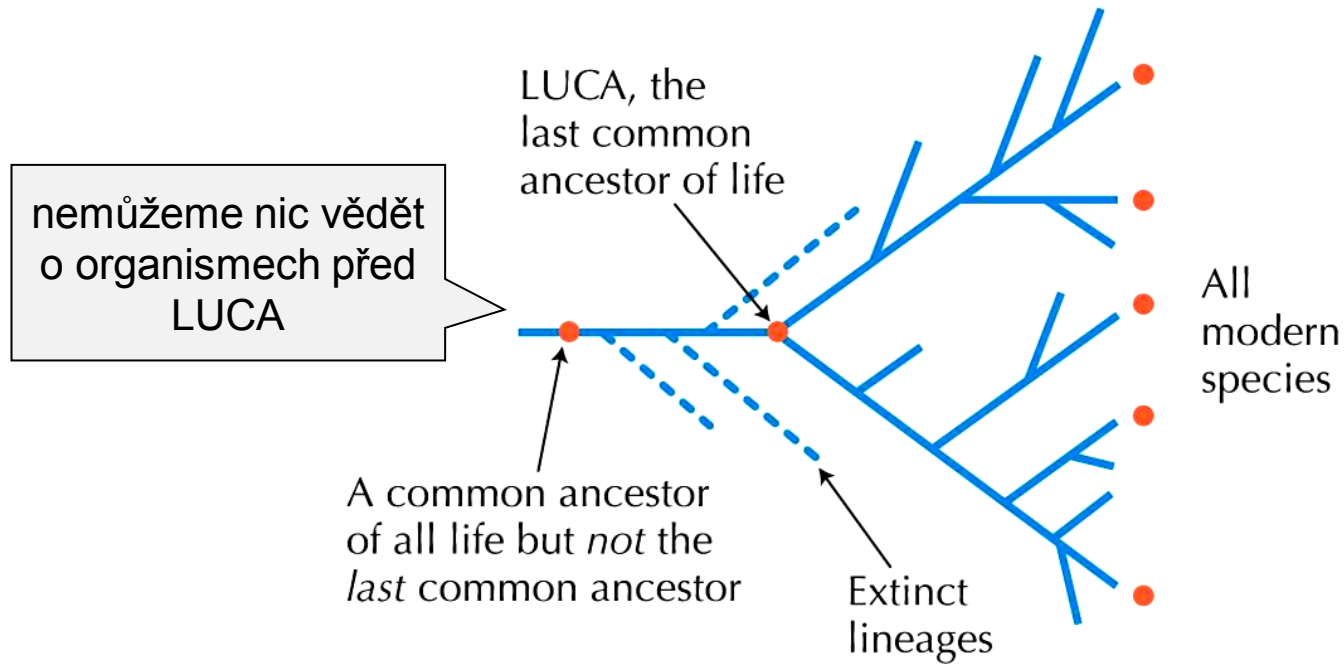 LUCA, the
last common
ancestor of life
nemůžeme nic vědět
o organismech před
LUCA
All
modern
species
A common ancestor
of all life but not the
last common ancestor
Extinct
lineages